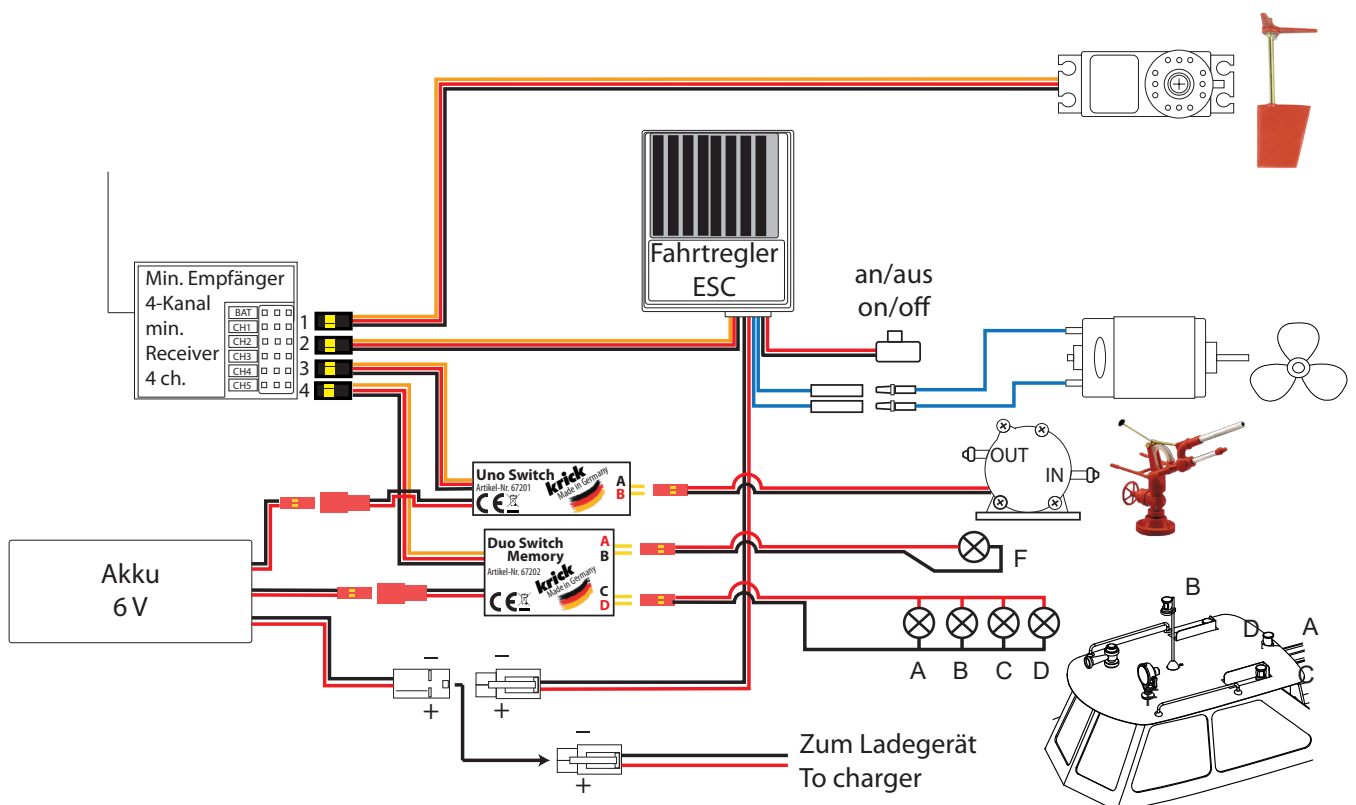 Min. Empfänger
4-Kanal
min.
Receiver
4 ch.
BAT
CH1
CH2
CH3
CH4
CH5
1
2
3
4
Fahrtregler
ESC
an/aus
on/off
OUT
IN
Uno Switch
Artikel-Nr. 67201
CE
krick
Made in Germany
A
B
Duo Switch
Memory
Artikel-Nr. 67202
CE
krick
Made in Germany
A
B
C
D
F
A B C D
Akku
6 V
–
+
–
+
–
+
Zum Ladegerät
To charger
B
D
A
C